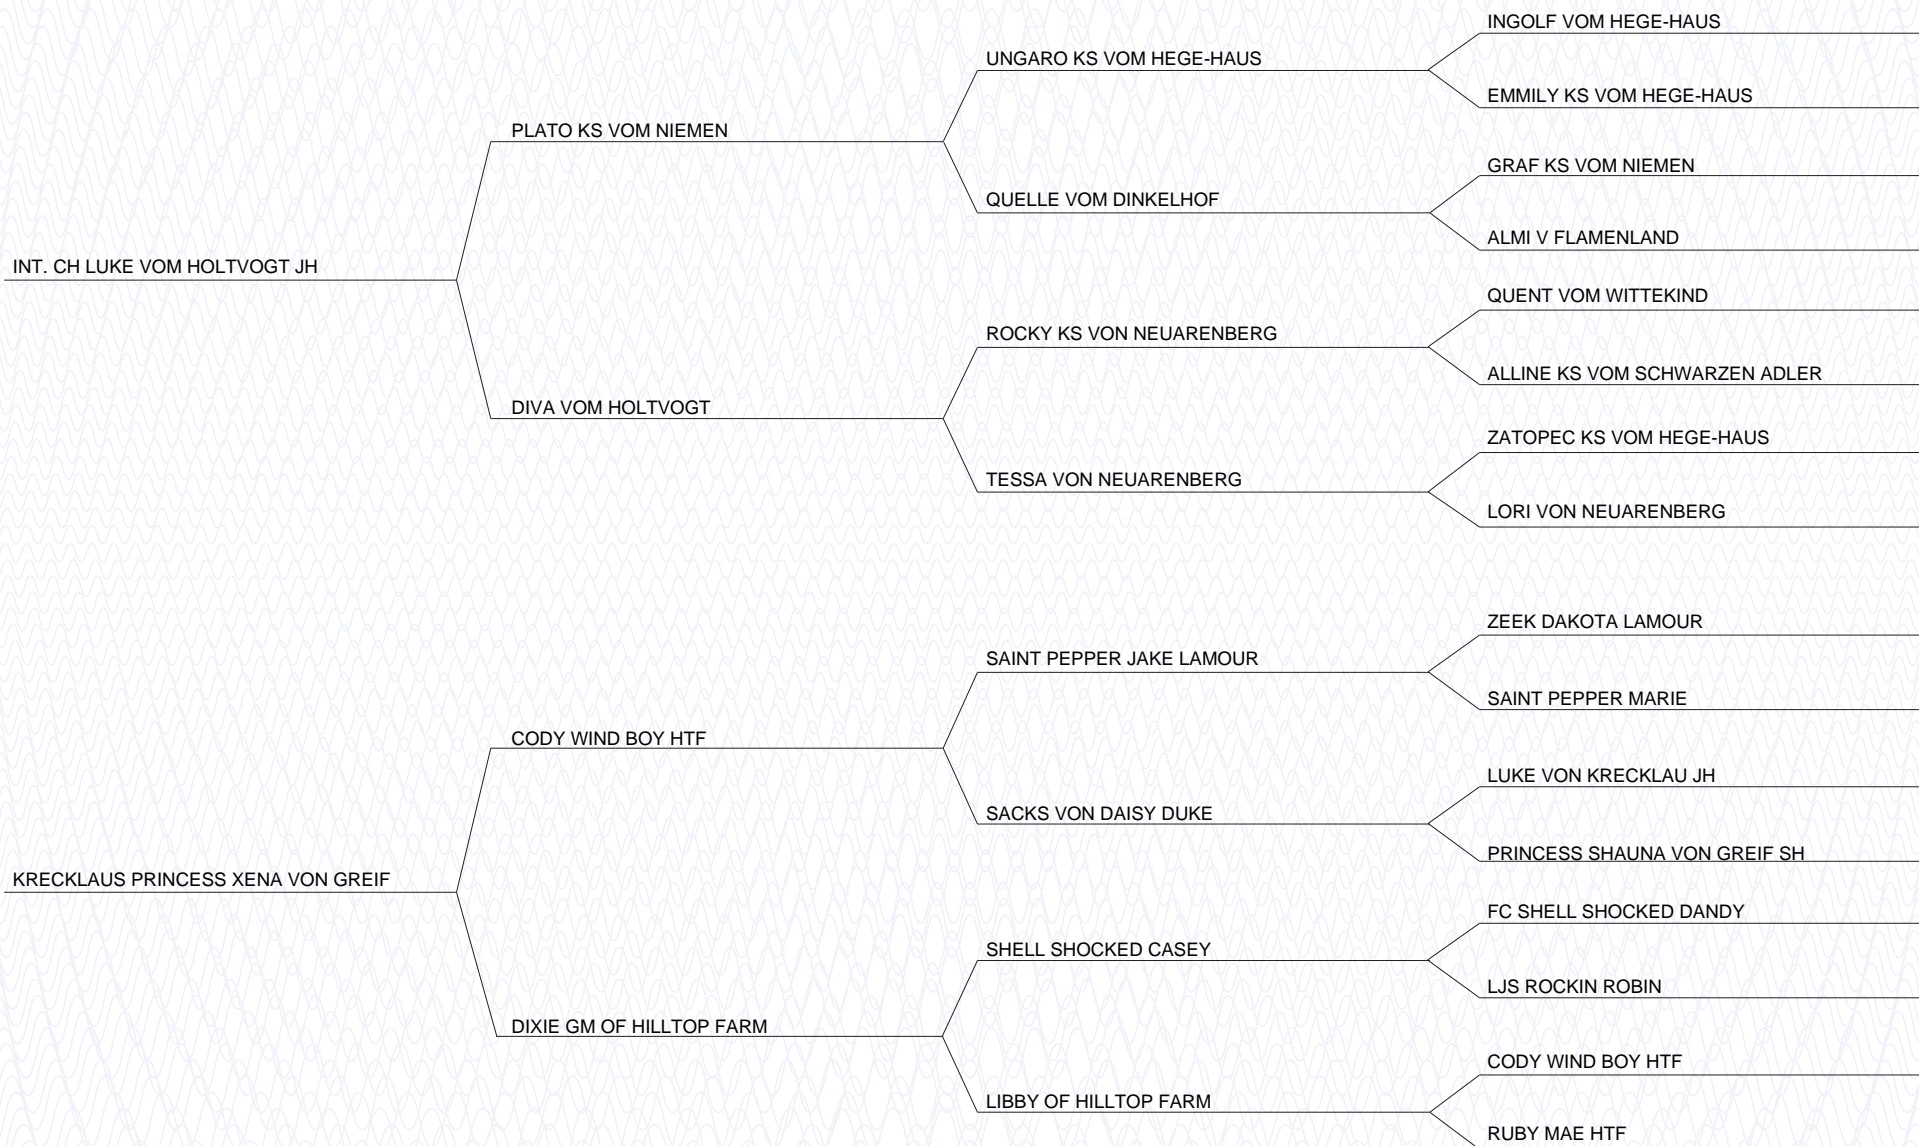 INGOLF VOM HEGE-HAUS
UNGARO KS VOM HEGE-HAUS
EMMILY KS VOM HEGE-HAUS
PLATO KS VOM NIEMEN
GRAF KS VOM NIEMEN
QUELLE VOM DINKELHOF
ALMI V FLAMENLAND
INT. CH LUKE VOM HOLTVOGT JH
QUENT VOM WITTEKIND
ROCKY KS VON NEUARENBERG
ALLINE KS VOM SCHWARZEN ADLER
DIVA VOM HOLTVOGT
ZATOPEC KS VOM HEGE-HAUS
TESSA VON NEUARENBERG
LORI VON NEUARENBERG
ZEEK DAKOTA LAMOUR
SAINT PEPPER JAKE LAMOUR
SAINT PEPPER MARIE
CODY WIND BOY HTF
LUKE VON KRECKLAU JH
SACKS VON DAISY DUKE
PRINCESS SHAUNA VON GREIF SH
KRECKLAUS PRINCESS XENA VON GREIF
FC SHELL SHOCKED DANDY
SHELL SHOCKED CASEY
LJS ROCKIN ROBIN
DIXIE GM OF HILLTOP FARM
CODY WIND BOY HTF
LIBBY OF HILLTOP FARM
RUBY MAE HTF